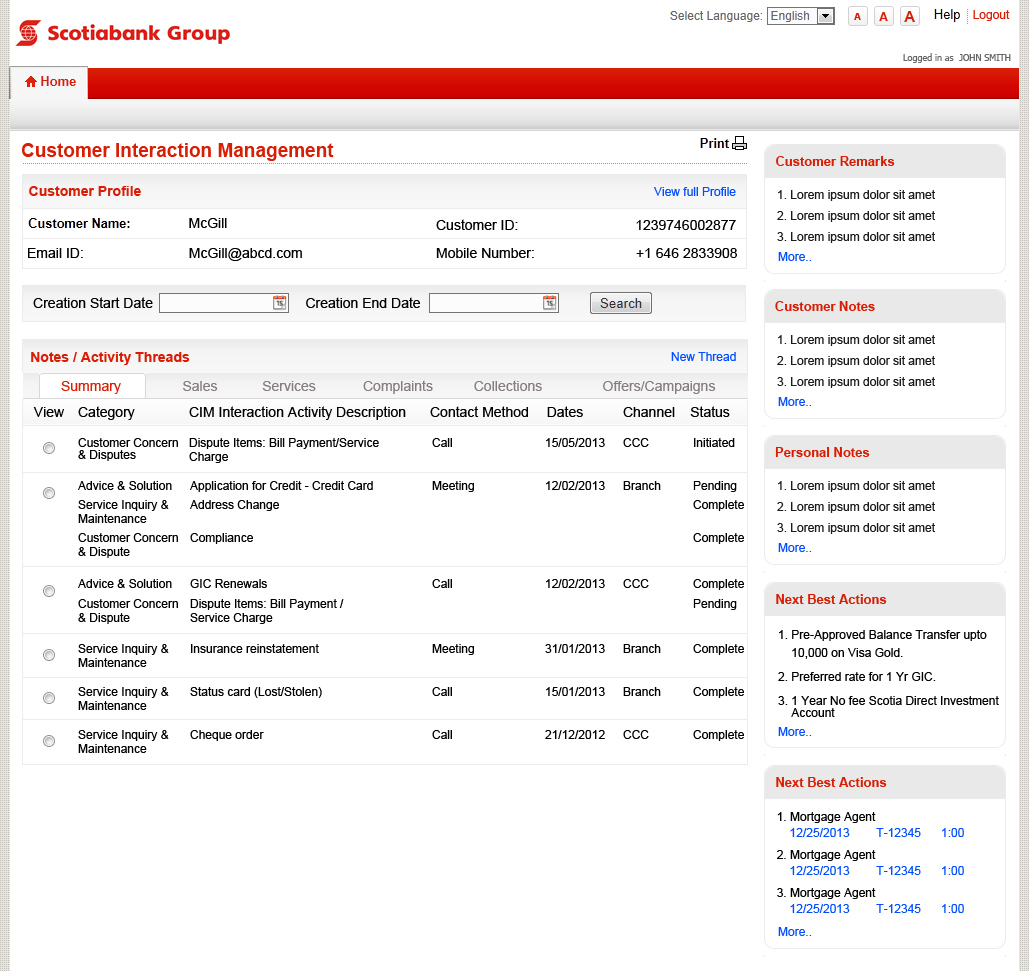 Scotiabank Group
Select Language: English A A A Help Logout
Logged in as JOHN SMITH
Home
Customer Interaction Management
Print
Customer Profile View full Profile
Customer Name: McGill Customer ID: 1239746002877
Email ID: McGill@abcd.com Mobile Number: +1 646 2833908
Creation Start Date 15 Creation End Date 15 Search
Notes / Activity Threads New Thread
Summary Sales Services Complaints Collections Offers/Campaigns
View Category CIM Interaction Activity Description Contact Method Dates Channel Status
Customer Concern Dispute Items: Bill Payment/Service Call 15/05/2013 CCC Initiated
& Disputes Charge
Advice & Solution Application for Credit - Credit Card Meeting 12/02/2013 Branch Pending
Service Inquiry & Address Change Complete
Maintenance
Customer Concern Compliance Complete
& Dispute
Advice & Solution GIC Renewals Call 12/02/2013 CCC Complete
Customer Concern Dispute Items: Bill Payment / Pending
& Dispute Service Charge
Service Inquiry & Insurance reinstatement Meeting 31/01/2013 Branch Complete
Maintenance
Service Inquiry & Status card (Lost/Stolen) Call 15/01/2013 Branch Complete
Maintenance
Service Inquiry & Cheque order Call 21/12/2012 CCC Complete
Maintenance
Customer Remarks
1. Lorem ipsum dolor sit amet
2. Lorem ipsum dolor sit amet
3. Lorem ipsum dolor sit amet
More..
Customer Notes
1. Lorem ipsum dolor sit amet
2. Lorem ipsum dolor sit amet
3. Lorem ipsum dolor sit amet
More..
Personal Notes
1. Lorem ipsum dolor sit amet
2. Lorem ipsum dolor sit amet
3. Lorem ipsum dolor sit amet
More..
Next Best Actions
1. Pre-Approved Balance Transfer upto
10,000 on Visa Gold.
2. Preferred rate for 1 Yr GIC.
3. 1 Year No fee Scotia Direct Investment
Account
More..
Next Best Actions
1. Mortgage Agent
12/25/2013 T-12345 1:00
2. Mortgage Agent
12/25/2013 T-12345 1:00
3. Mortgage Agent
12/25/2013 T-12345 1:00
More..